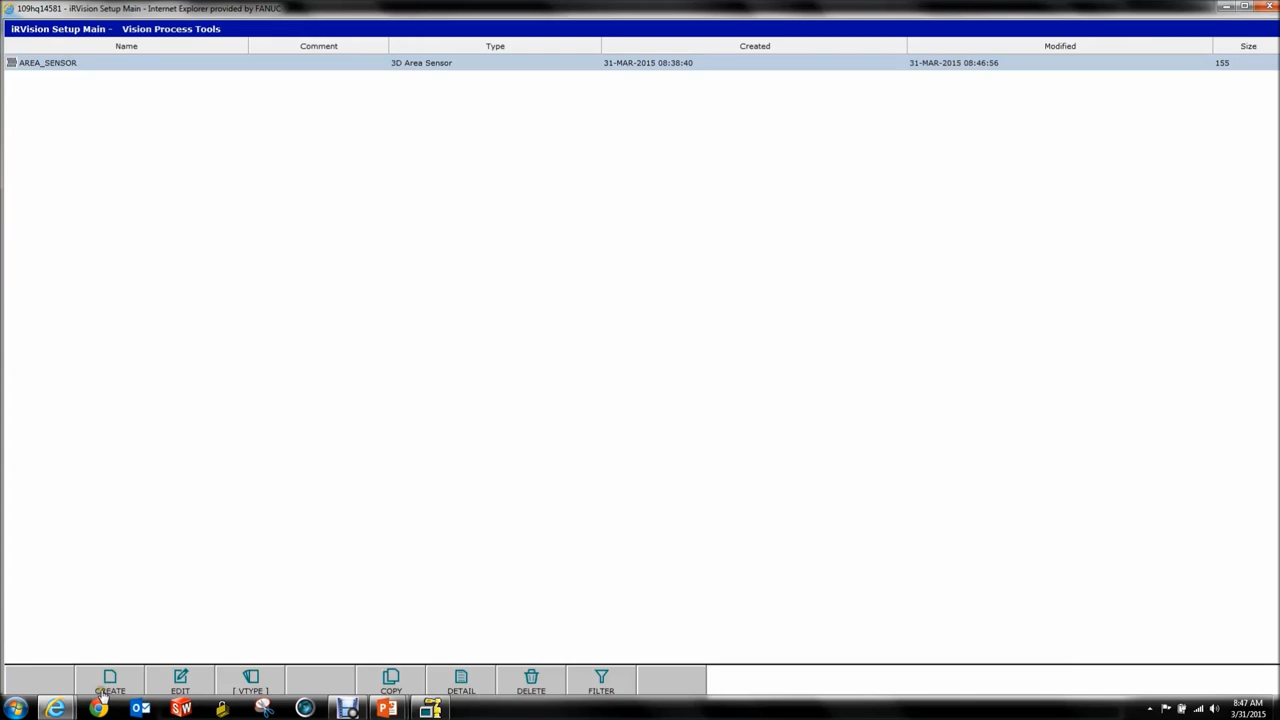 109hq14581 - iRVision Setup Main - Internet Explorer provided by FANUC
iRVision Setup Main - Vision Process Tools
Name Comment Type Created Modified Size
AREA_SENSOR 3D Area Sensor 31-MAR-2015 08:38:40 31-MAR-2015 08:46:56 155
CREATE EDIT [ VTYPE ] COPY DETAIL DELETE FILTER
8:47 AM
3/31/2015